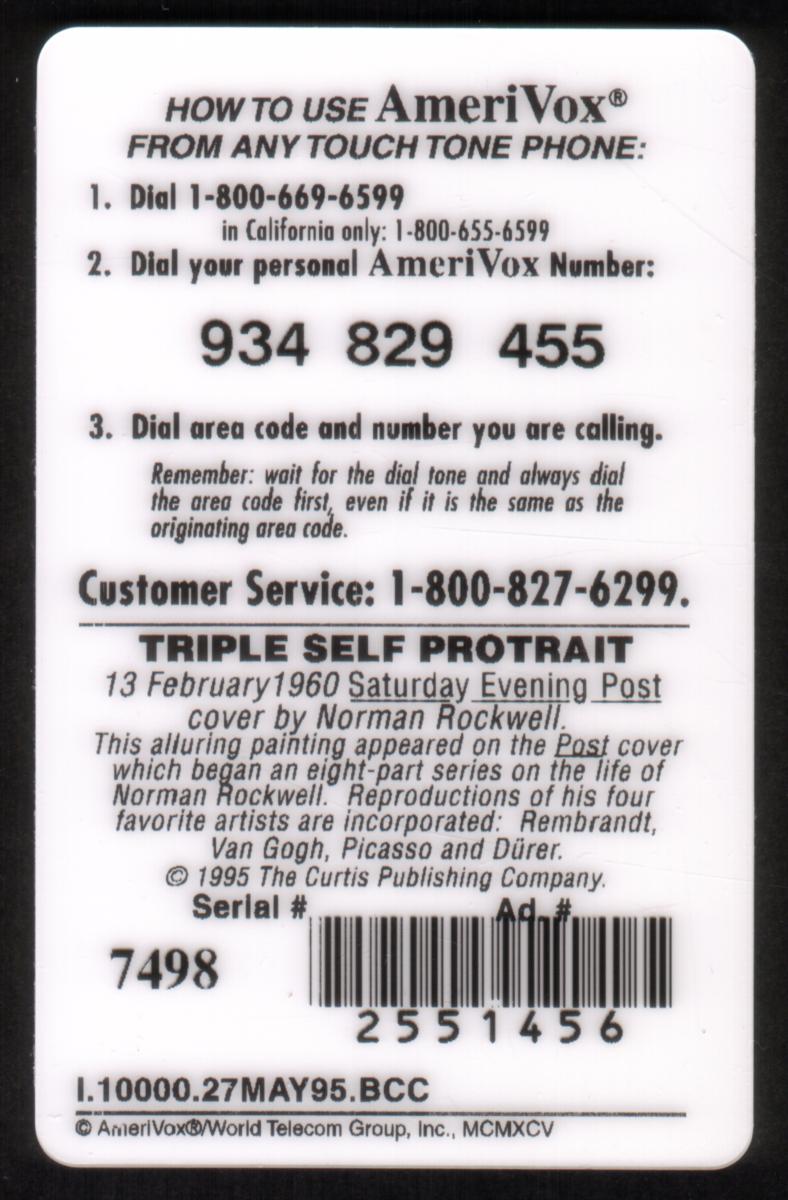 HOW TO USE AmeriVox®
FROM ANY TOUCH TONE PHONE:
1. Dial 1-800-669-6599
in California only: 1-800-655-6599
2. Dial your personal AmeriVox Number:
934 829 455
3. Dial area code and number you are calling.
Remember: wait for the dial tone and always dial
the area code first, even if it is the same as the
originating area code.
Customer Service: 1-800-827-6299.
TRIPLE SELF PROTRAIT
13 February1960 Saturday Evening Post
cover by Norman Rockwell.
This alluring painting appeared on the Post cover
which began an eight-part series on the life of
Norman Rockwell. Reproductions of his four
favorite artists are incorporated: Rembrandt,
Van Gogh, Picasso and Dürer.
© 1995 The Curtis Publishing Company.
Serial # Ad. #
7498
2551456
I.10000.27MAY95.BCC
© AmeriVox®/World Telecom Group, Inc., MCMXCV